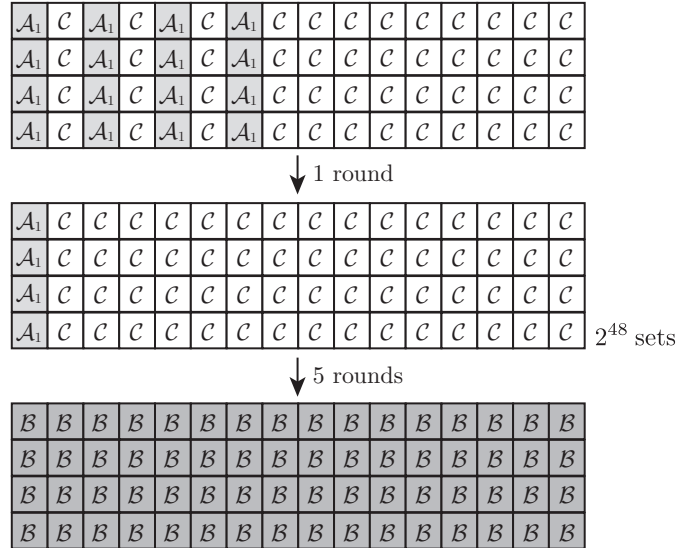 𝒜₁ 𝒞 𝒜₁ 𝒞 𝒜₁ 𝒞 𝒜₁ 𝒞 𝒞 𝒞 𝒞 𝒞 𝒞 𝒞 𝒞 𝒞
𝒜₁ 𝒞 𝒜₁ 𝒞 𝒜₁ 𝒞 𝒜₁ 𝒞 𝒞 𝒞 𝒞 𝒞 𝒞 𝒞 𝒞 𝒞
𝒜₁ 𝒞 𝒜₁ 𝒞 𝒜₁ 𝒞 𝒜₁ 𝒞 𝒞 𝒞 𝒞 𝒞 𝒞 𝒞 𝒞 𝒞
𝒜₁ 𝒞 𝒜₁ 𝒞 𝒜₁ 𝒞 𝒜₁ 𝒞 𝒞 𝒞 𝒞 𝒞 𝒞 𝒞 𝒞 𝒞
1 round
𝒜₁ 𝒞 𝒞 𝒞 𝒞 𝒞 𝒞 𝒞 𝒞 𝒞 𝒞 𝒞 𝒞 𝒞 𝒞 𝒞
𝒜₁ 𝒞 𝒞 𝒞 𝒞 𝒞 𝒞 𝒞 𝒞 𝒞 𝒞 𝒞 𝒞 𝒞 𝒞 𝒞
𝒜₁ 𝒞 𝒞 𝒞 𝒞 𝒞 𝒞 𝒞 𝒞 𝒞 𝒞 𝒞 𝒞 𝒞 𝒞 𝒞
𝒜₁ 𝒞 𝒞 𝒞 𝒞 𝒞 𝒞 𝒞 𝒞 𝒞 𝒞 𝒞 𝒞 𝒞 𝒞 𝒞
2⁴⁸ sets
5 rounds
ℬ ℬ ℬ ℬ ℬ ℬ ℬ ℬ ℬ ℬ ℬ ℬ ℬ ℬ ℬ ℬ
ℬ ℬ ℬ ℬ ℬ ℬ ℬ ℬ ℬ ℬ ℬ ℬ ℬ ℬ ℬ ℬ
ℬ ℬ ℬ ℬ ℬ ℬ ℬ ℬ ℬ ℬ ℬ ℬ ℬ ℬ ℬ ℬ
ℬ ℬ ℬ ℬ ℬ ℬ ℬ ℬ ℬ ℬ ℬ ℬ ℬ ℬ ℬ ℬ